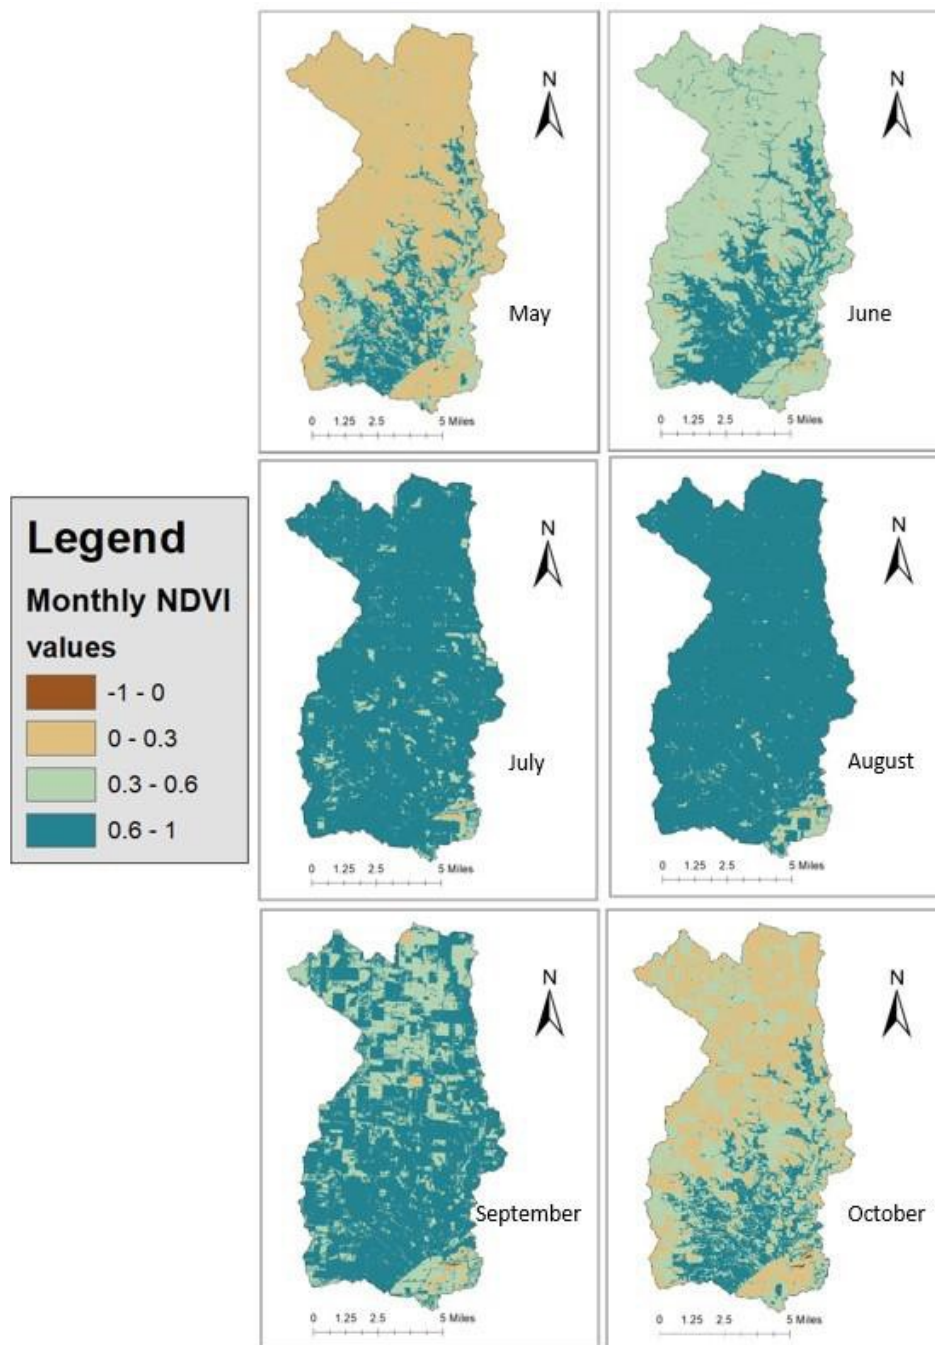 N
N
May
June
0 1.25 2.5 5 Miles
0 1.25 2.5 5 Miles
Legend
Monthly NDVI
values
-1 - 0
0 - 0.3
0.3 - 0.6
0.6 - 1
N
N
July
August
0 1.25 2.5 5 Miles
0 1.25 2.5 5 Miles
N
N
September
October
0 1.25 2.5 5 Miles
0 1.25 2.5 5 Miles